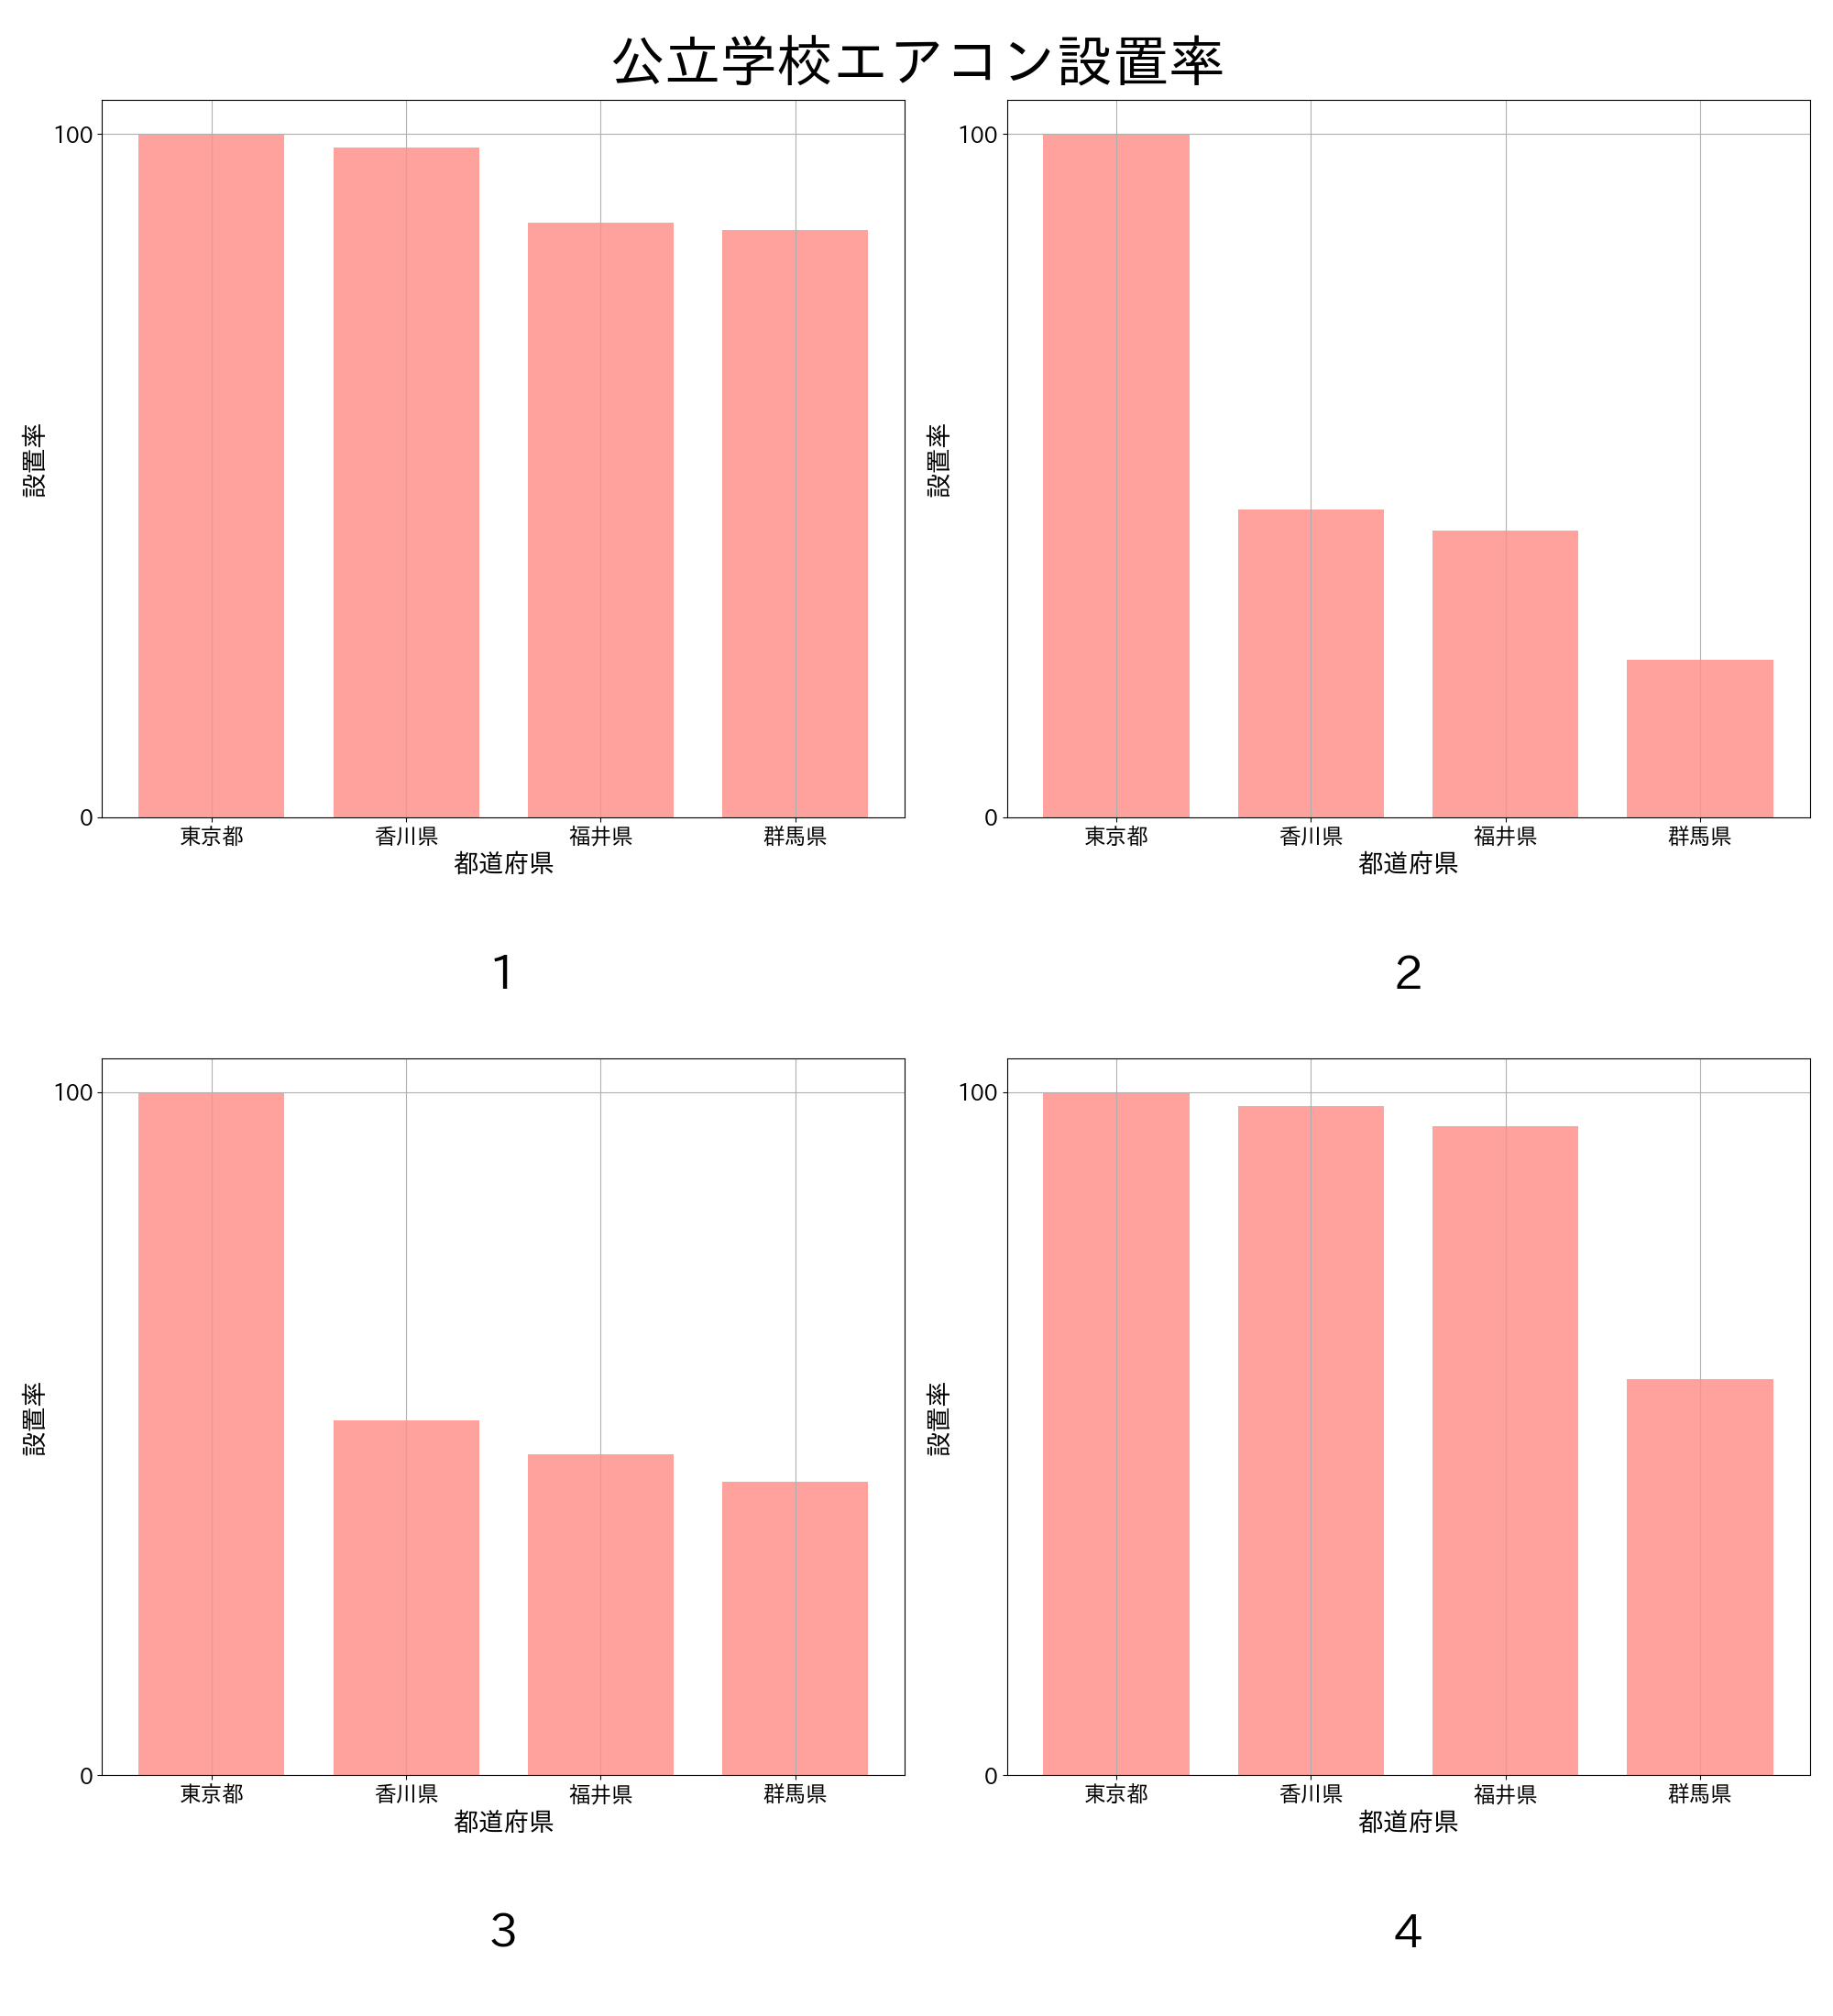 公立学校エアコン設置率
100
0
設置率
東京都 香川県 福井県 群馬県
都道府県
1
100
0
設置率
東京都 香川県 福井県 群馬県
都道府県
2
100
0
設置率
東京都 香川県 福井県 群馬県
都道府県
3
100
0
設置率
東京都 香川県 福井県 群馬県
都道府県
4